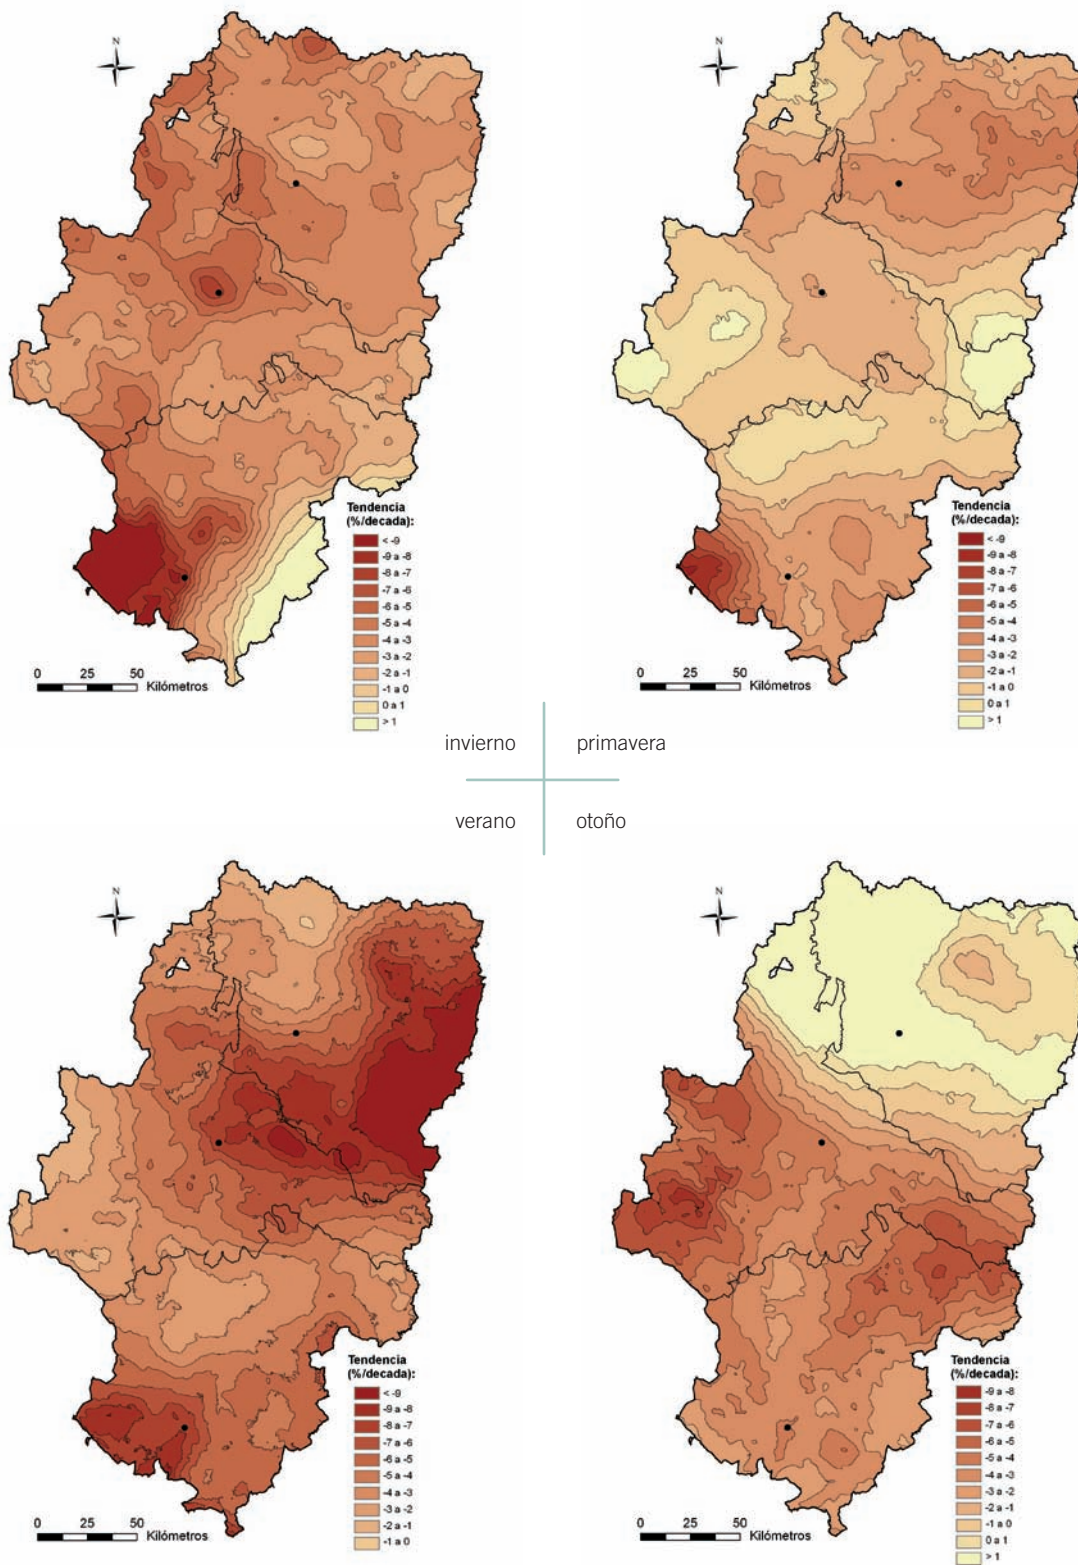 N
Tendencia
(%/decada):
< -9
-9 a -8
-8 a -7
-7 a -6
-6 a -5
-5 a -4
-4 a -3
-3 a -2
-2 a -1
-1 a 0
0 a 1
> 1
0 25 50
Kilómetros
N
Tendencia
(%/decada):
< -9
-9 a -8
-8 a -7
-7 a -6
-6 a -5
-5 a -4
-4 a -3
-3 a -2
-2 a -1
-1 a 0
0 a 1
> 1
0 25 50
Kilómetros
invierno primavera
verano otoño
N
Tendencia
(%/decada):
< -9
-9 a -8
-8 a -7
-7 a -6
-6 a -5
-5 a -4
-4 a -3
-3 a -2
-2 a -1
-1 a 0
0 25 50
Kilómetros
N
Tendencia
(%/decada):
-9 a -8
-8 a -7
-7 a -6
-6 a -5
-5 a -4
-4 a -3
-3 a -2
-2 a -1
-1 a 0
0 a 1
> 1
0 25 50
Kilómetros